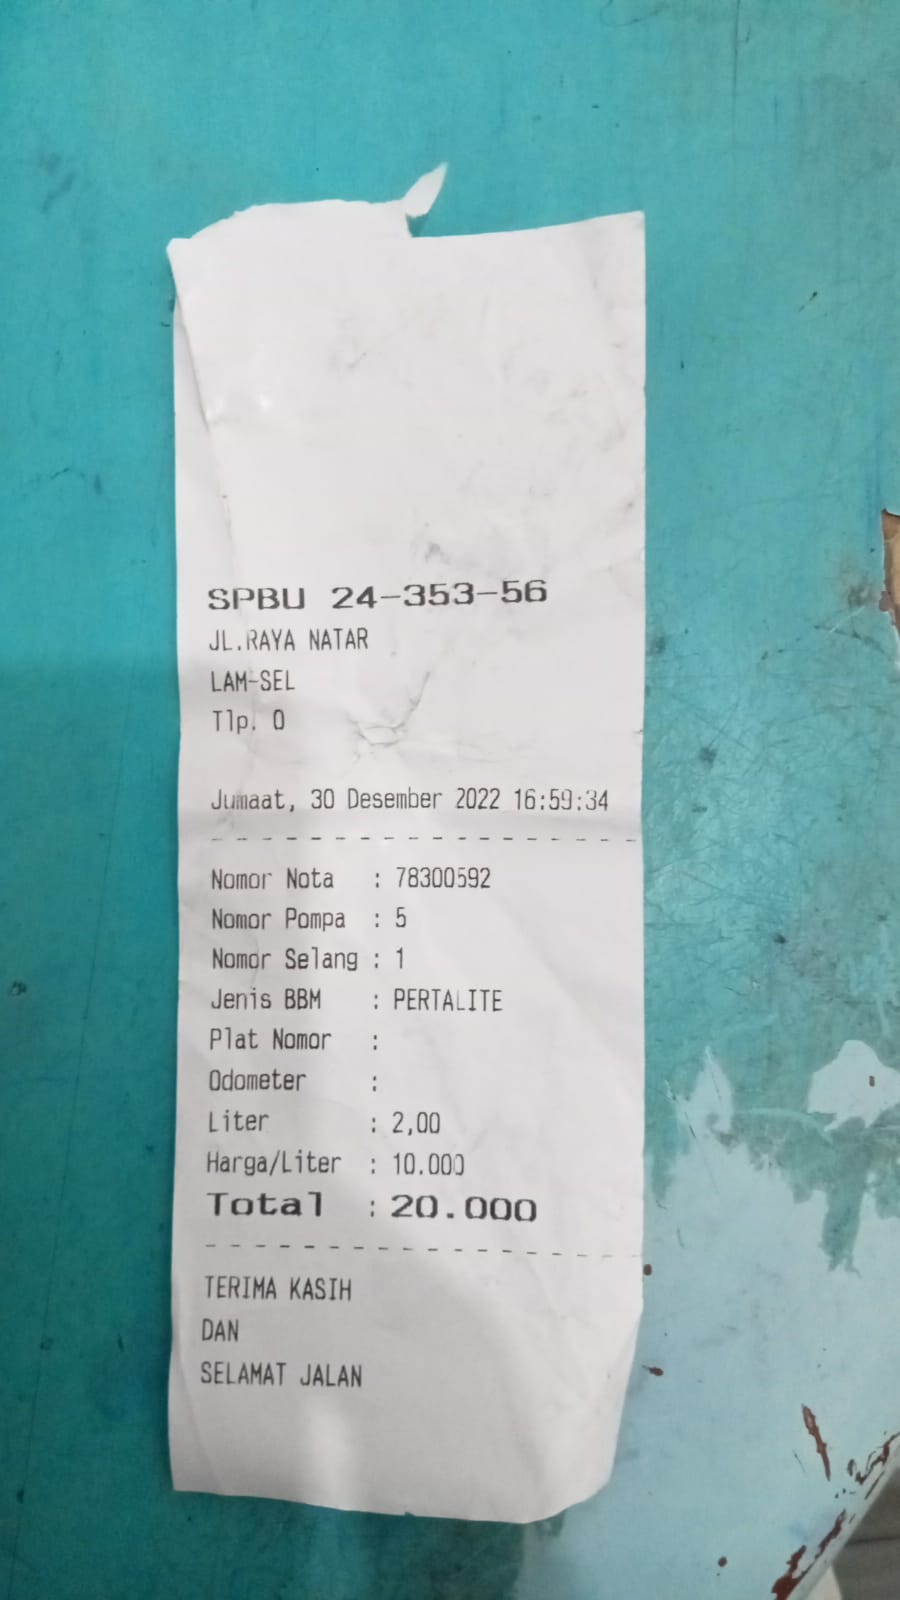 SPBU 24-353-56
JL.RAYA NATAR
LAM-SEL
Tlp. 0
Jumaat, 30 Desember 2022 16:59:34
Nomor Nota : 78300592
Nomor Pompa : 5
Nomor Selang : 1
Jenis BBM : PERTALITE
Plat Nomor :
Odometer :
Liter : 2,00
Harga/Liter : 10.000
Total : 20.000
TERIMA KASIH
DAN
SELAMAT JALAN